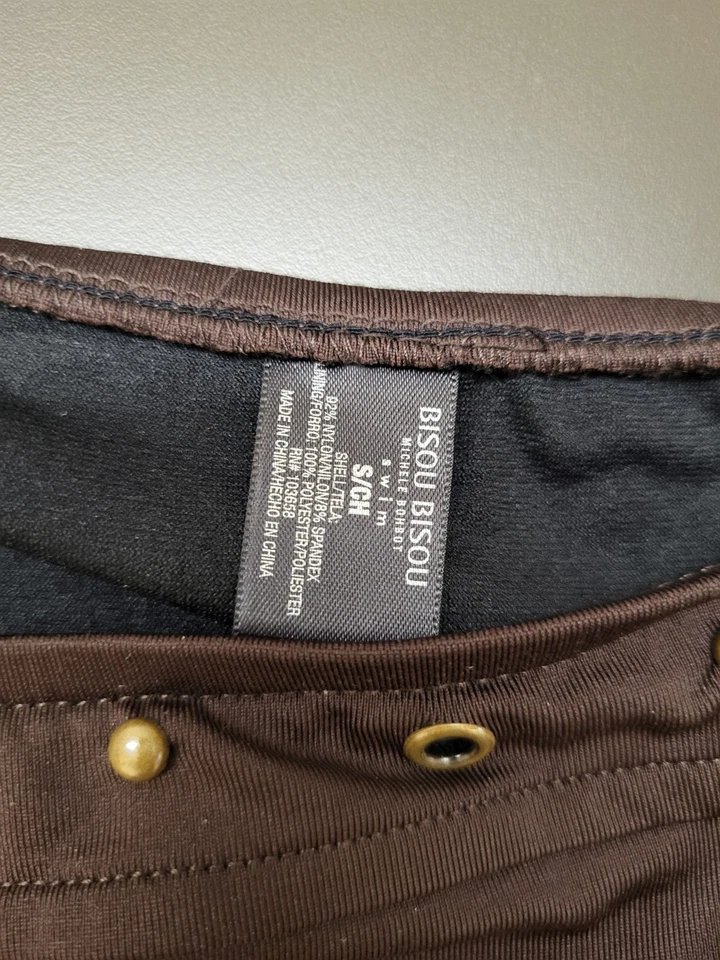 BISOU BISOU
MICHELE BOHBOT
swim
S/CH
SHELL/TELA:
92% NYLON/NILON/8% SPANDEX
NING/FORRO: 100% POLYESTER/POLIESTER
RN# 103658
MADE IN CHINA/HECHO EN CHINA